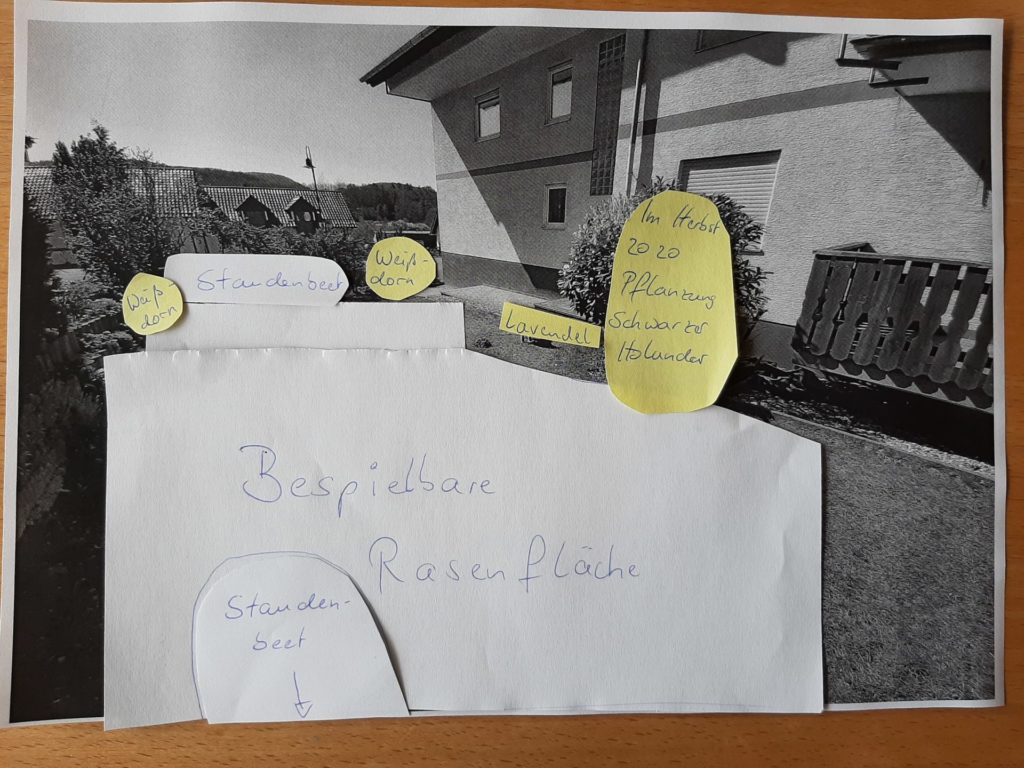 Weiß-
dorn
Staudenbeet
Weiß-
dorn
Lavendel
Im Herbst
2020
Pflanzung
Schwarzer
Holunder
Bespielbare
Rasenfläche
Stauden-
beet